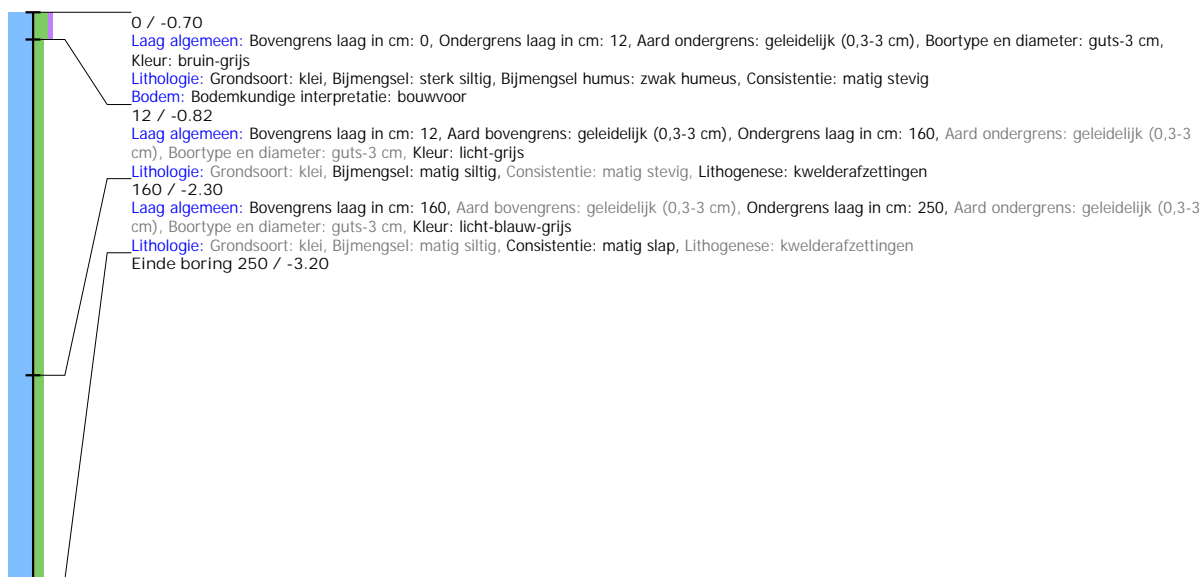 0 / -0.70
Laag algemeen: Bovengrens laag in cm: 0, Ondergrens laag in cm: 12, Aard ondergrens: geleidelijk (0,3-3 cm), Boortype en diameter: guts-3 cm,
Kleur: bruin-grijs
Lithologie: Grondsoort: klei, Bijmengsel: sterk siltig, Bijmengsel humus: zwak humeus, Consistentie: matig stevig
Bodem: Bodemkundige interpretatie: bouwvoor
12 / -0.82
Laag algemeen: Bovengrens laag in cm: 12, Aard bovengrens: geleidelijk (0,3-3 cm), Ondergrens laag in cm: 160, Aard ondergrens: geleidelijk (0,3-3
cm), Boortype en diameter: guts-3 cm, Kleur: licht-grijs
Lithologie: Grondsoort: klei, Bijmengsel: matig siltig, Consistentie: matig stevig, Lithogenese: kwelderafzettingen
160 / -2.30
Laag algemeen: Bovengrens laag in cm: 160, Aard bovengrens: geleidelijk (0,3-3 cm), Ondergrens laag in cm: 250, Aard ondergrens: geleidelijk (0,3-3
cm), Boortype en diameter: guts-3 cm, Kleur: licht-blauw-grijs
Lithologie: Grondsoort: klei, Bijmengsel: matig siltig, Consistentie: matig slap, Lithogenese: kwelderafzettingen
Einde boring 250 / -3.20